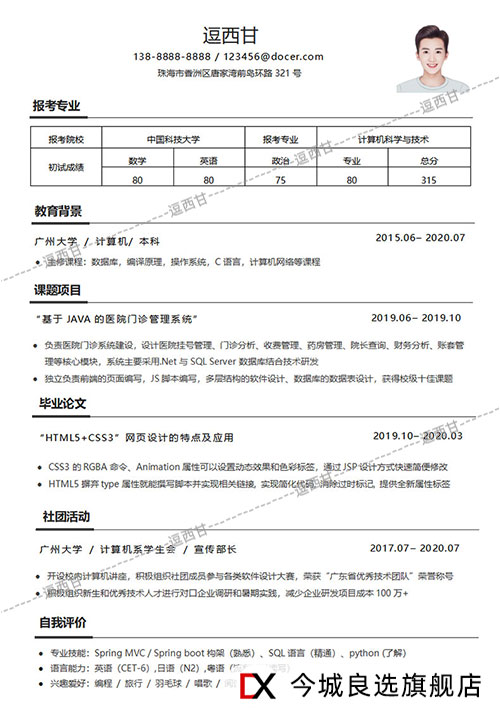 逗西甘
138-8888-8888 / 123456@docer.com
珠海市香洲区唐家湾前岛环路 321 号
报考专业
报考院校 中国科技大学 报考专业 计算机科学与技术
初试成绩 数学 英语 政治 专业 总分
80 80 75 80 315
教育背景
广州大学 / 计算机/ 本科 2015.06– 2020.07
主修课程：数据库，编译原理，操作系统，C 语言，计算机网络等课程
课题项目
“基于 JAVA 的医院门诊管理系统” 2019.06– 2019.10
负责医院门诊系统建设，设计医院挂号管理、门诊分析、收费管理、药房管理、院长查询、财务分析、账套管
理等核心模块，系统主要采用.Net 与 SQL Server 数据库结合技术研发
独立负责前端的页面编写，JS 脚本编写，多层结构的软件设计、数据库的数据表设计，获得校级十佳课题
毕业论文
“HTML5+CSS3” 网页设计的特点及应用 2019.10– 2020.03
CSS3 的 RGBA 命令、Animation 属性可以设置动态效果和色彩标签，通过 JSP 设计方式快速简便修改
HTML5 摒弃 type 属性就能撰写脚本并实现相关链接, 实现简化代码, 消除过时标记, 提供全新属性标签
社团活动
广州大学 / 计算机系学生会 / 宣传部长 2017.07– 2020.07
开设校内计算机讲座，积极组织社团成员参与各类软件设计大赛，荣获“广东省优秀技术团队”荣誉称号
积极组织新生和优秀技术人才进行对口企业调研和暑期实践，减少企业研发项目成本 100 万+
自我评价
专业技能：Spring MVC / Spring boot 构架（熟悉）、SQL 语言（精通）、python (了解)
语言能力：英语（CET-6）,日语（N2）,粤语
兴趣爱好：编程 / 旅行 / 羽毛球 / 唱歌 /
逗西甘
逗西甘
逗西甘
逗西甘
逗西甘
CX 今城良选旗舰店